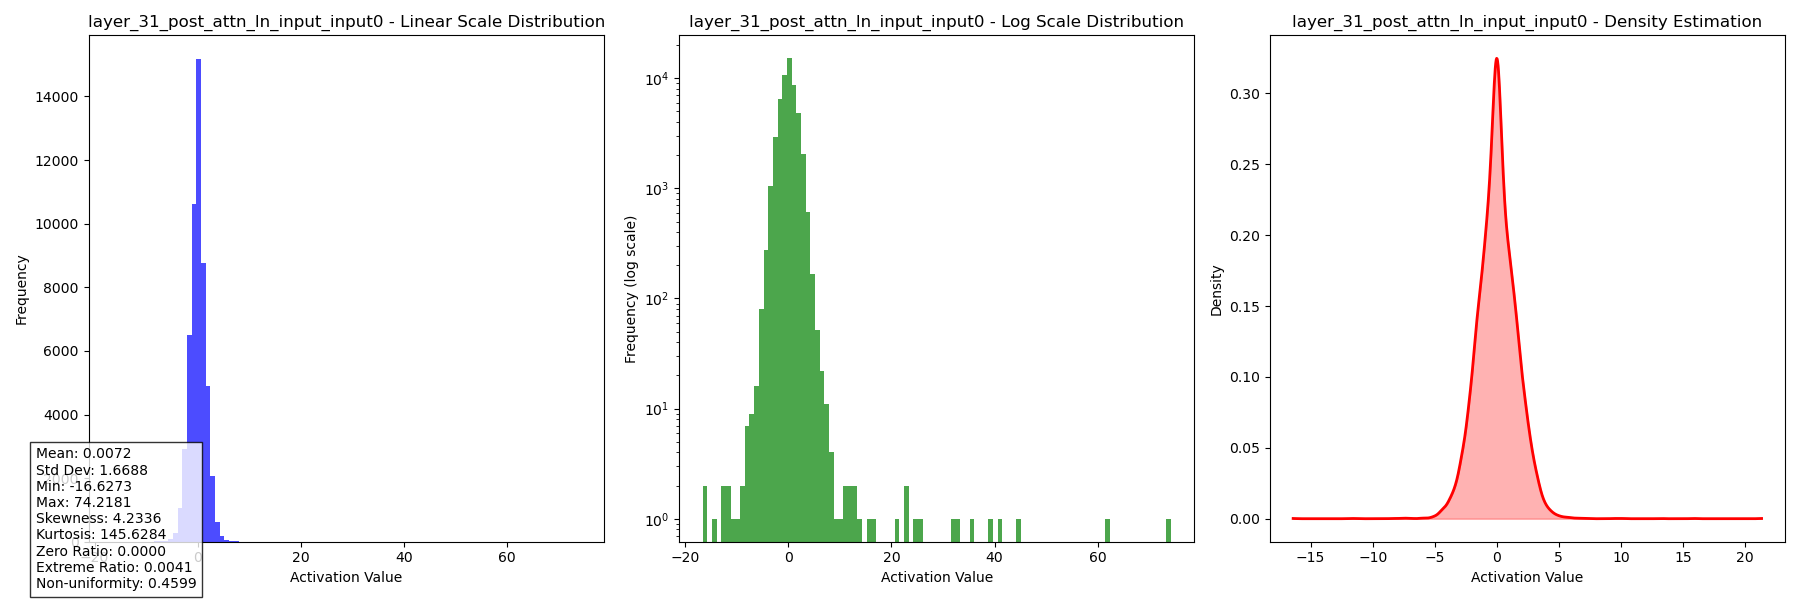 layer_31_post_attn_ln_input_input0 - Linear Scale Distribution
14000
12000
10000
8000
6000
4000
Frequency
20
40
60
Activation Value
Mean: 0.0072
Std Dev: 1.6688
Min: -16.6273
Max: 74.2181
Skewness: 4.2336
Kurtosis: 145.6284
Zero Ratio: 0.0000
Extreme Ratio: 0.0041
Non-uniformity: 0.4599
layer_31_post_attn_ln_input_input0 - Log Scale Distribution
10⁴
10³
10²
10¹
10⁰
Frequency (log scale)
−20
0
20
40
60
Activation Value
layer_31_post_attn_ln_input_input0 - Density Estimation
0.30
0.25
0.20
0.15
0.10
0.05
0.00
Density
−15
−10
−5
0
5
10
15
20
Activation Value